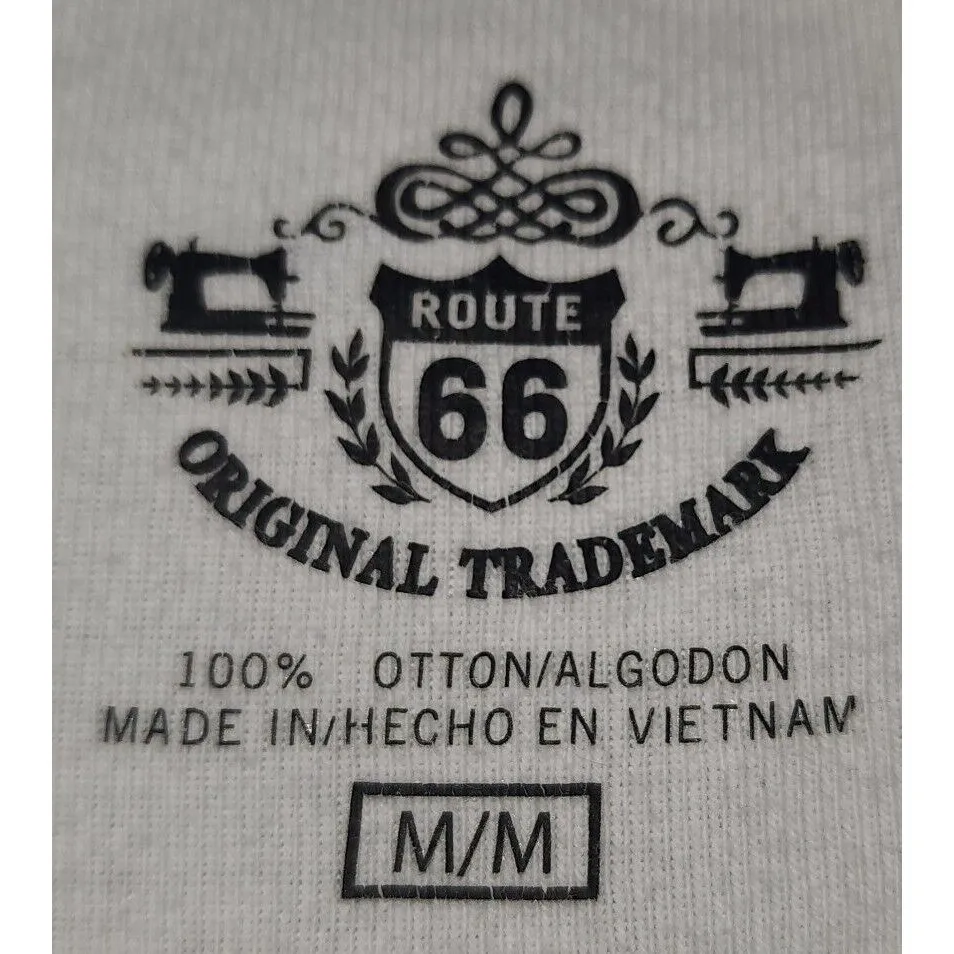 ROUTE
66
ORIGINAL TRADEMARK
100% OTTON/ALGODON
MADE IN/HECHO EN VIETNAM
M/M